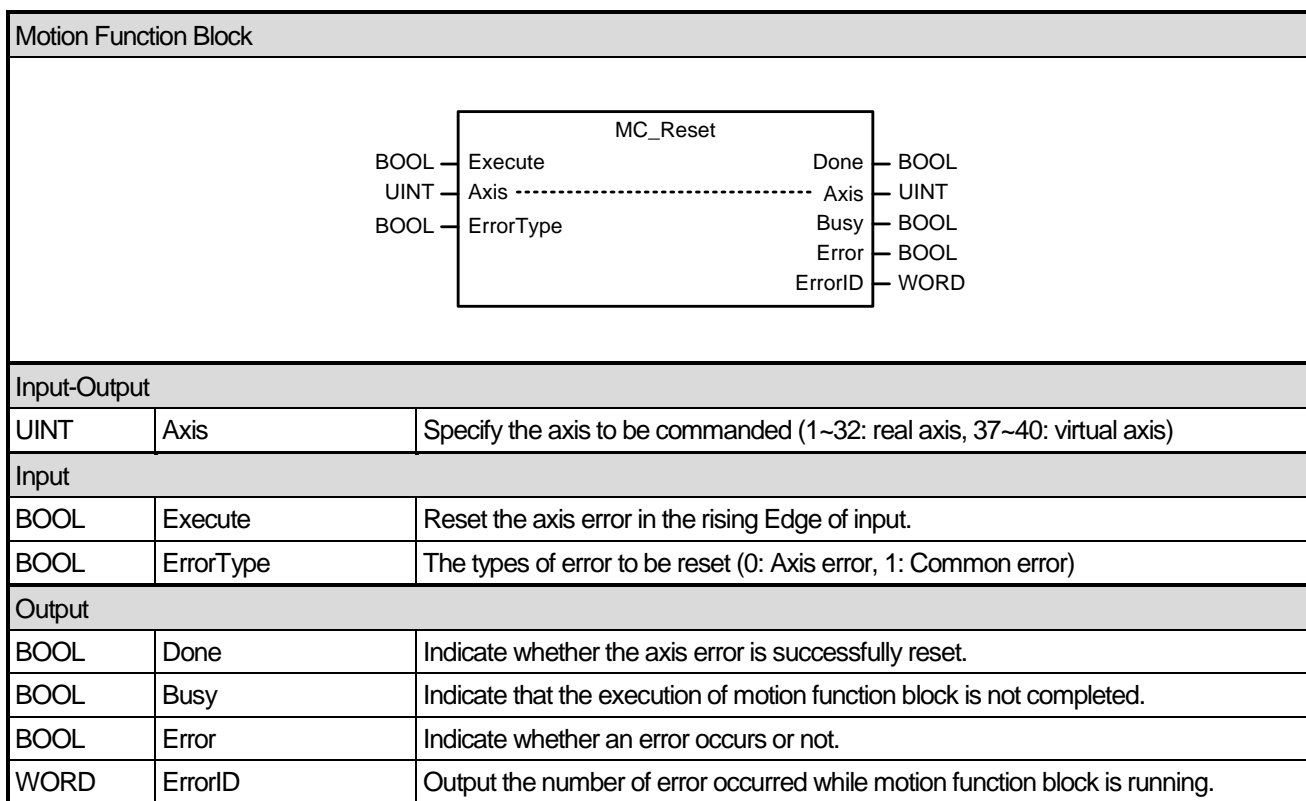 Motion Function Block
MC_Reset
BOOL Execute Done BOOL
UINT Axis Axis UINT
BOOL ErrorType Busy BOOL
Error BOOL
ErrorID WORD
Input-Output
UINT Axis Specify the axis to be commanded (1~32: real axis, 37~40: virtual axis)
Input
BOOL Execute Reset the axis error in the rising Edge of input.
BOOL ErrorType The types of error to be reset (0: Axis error, 1: Common error)
Output
BOOL Done Indicate whether the axis error is successfully reset.
BOOL Busy Indicate that the execution of motion function block is not completed.
BOOL Error Indicate whether an error occurs or not.
WORD ErrorID Output the number of error occurred while motion function block is running.